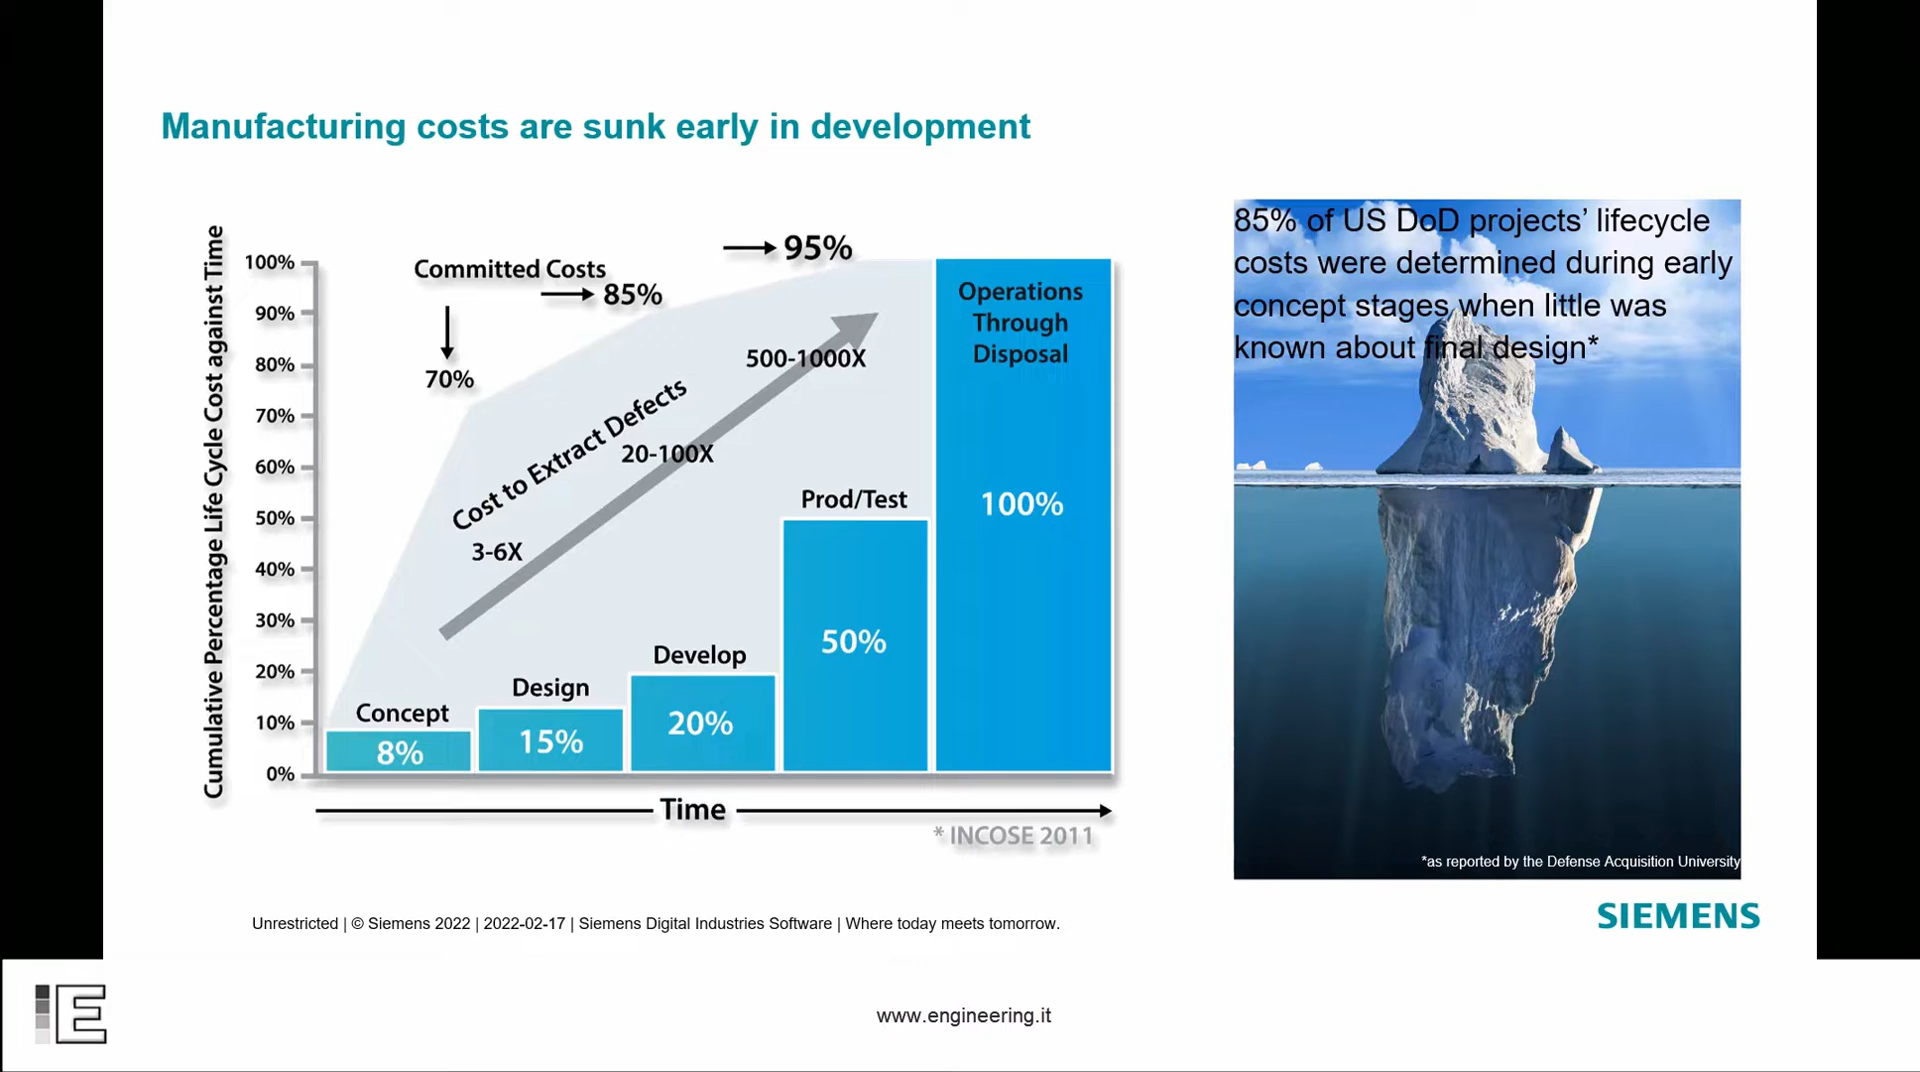 Manufacturing costs are sunk early in development
Cumulative Percentage Life Cycle Cost against Time
100%
90%
80%
70%
60%
50%
40%
30%
20%
10%
0%
Committed Costs
70%
85%
95%
Cost to Extract Defects
3-6X
20-100X
500-1000X
Concept
8%
Design
15%
Develop
20%
Prod/Test
50%
Operations
Through
Disposal
100%
Time
* INCOSE 2011
85% of US DoD projects’ lifecycle
costs were determined during early
concept stages when little was
known about final design*
*as reported by the Defense Acquisition University
Unrestricted | © Siemens 2022 | 2022-02-17 | Siemens Digital Industries Software | Where today meets tomorrow.
SIEMENS
E
www.engineering.it